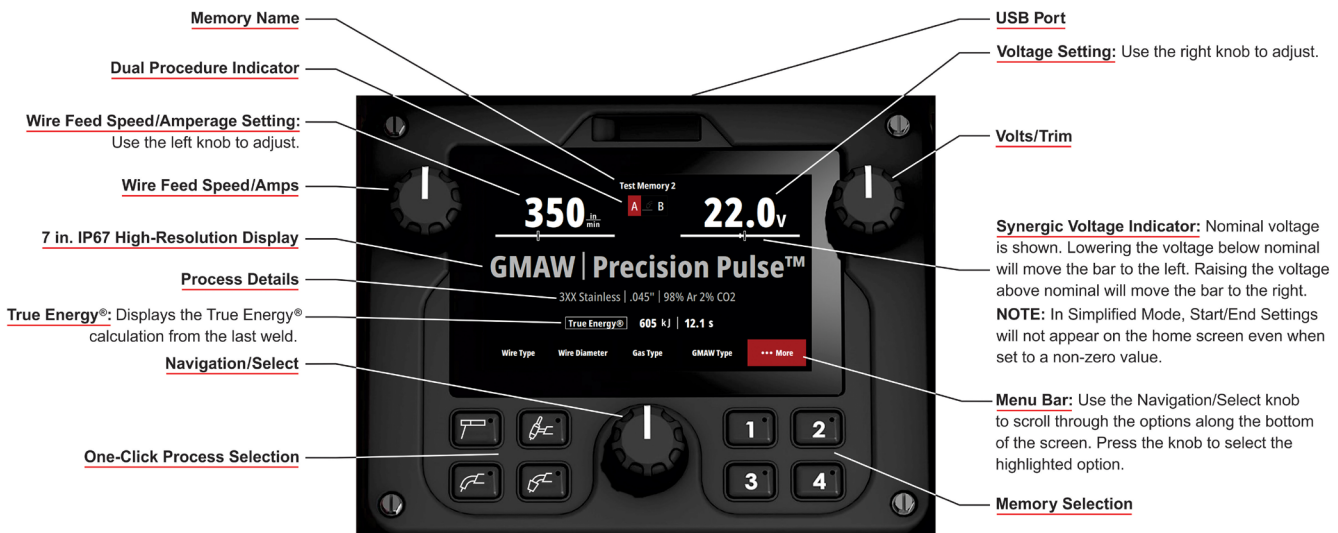 Memory Name
Dual Procedure Indicator
Wire Feed Speed/Amperage Setting:
Use the left knob to adjust.
Wire Feed Speed/Amps
7 in. IP67 High-Resolution Display
Process Details
True Energy®: Displays the True Energy®
calculation from the last weld.
Navigation/Select
One-Click Process Selection
Test Memory 2
A B
350 in/min
22.0 V
GMAW | Precision Pulse™
3XX Stainless | .045" | 98% Ar 2% CO2
True Energy® 605 kJ | 12.1 s
Wire Type Wire Diameter Gas Type GMAW Type ••• More
1 2
3 4
USB Port
Voltage Setting: Use the right knob to adjust.
Volts/Trim
Synergic Voltage Indicator: Nominal voltage
is shown. Lowering the voltage below nominal
will move the bar to the left. Raising the voltage
above nominal will move the bar to the right.
NOTE: In Simplified Mode, Start/End Settings
will not appear on the home screen even when
set to a non-zero value.
Menu Bar: Use the Navigation/Select knob
to scroll through the options along the bottom
of the screen. Press the knob to select the
highlighted option.
Memory Selection